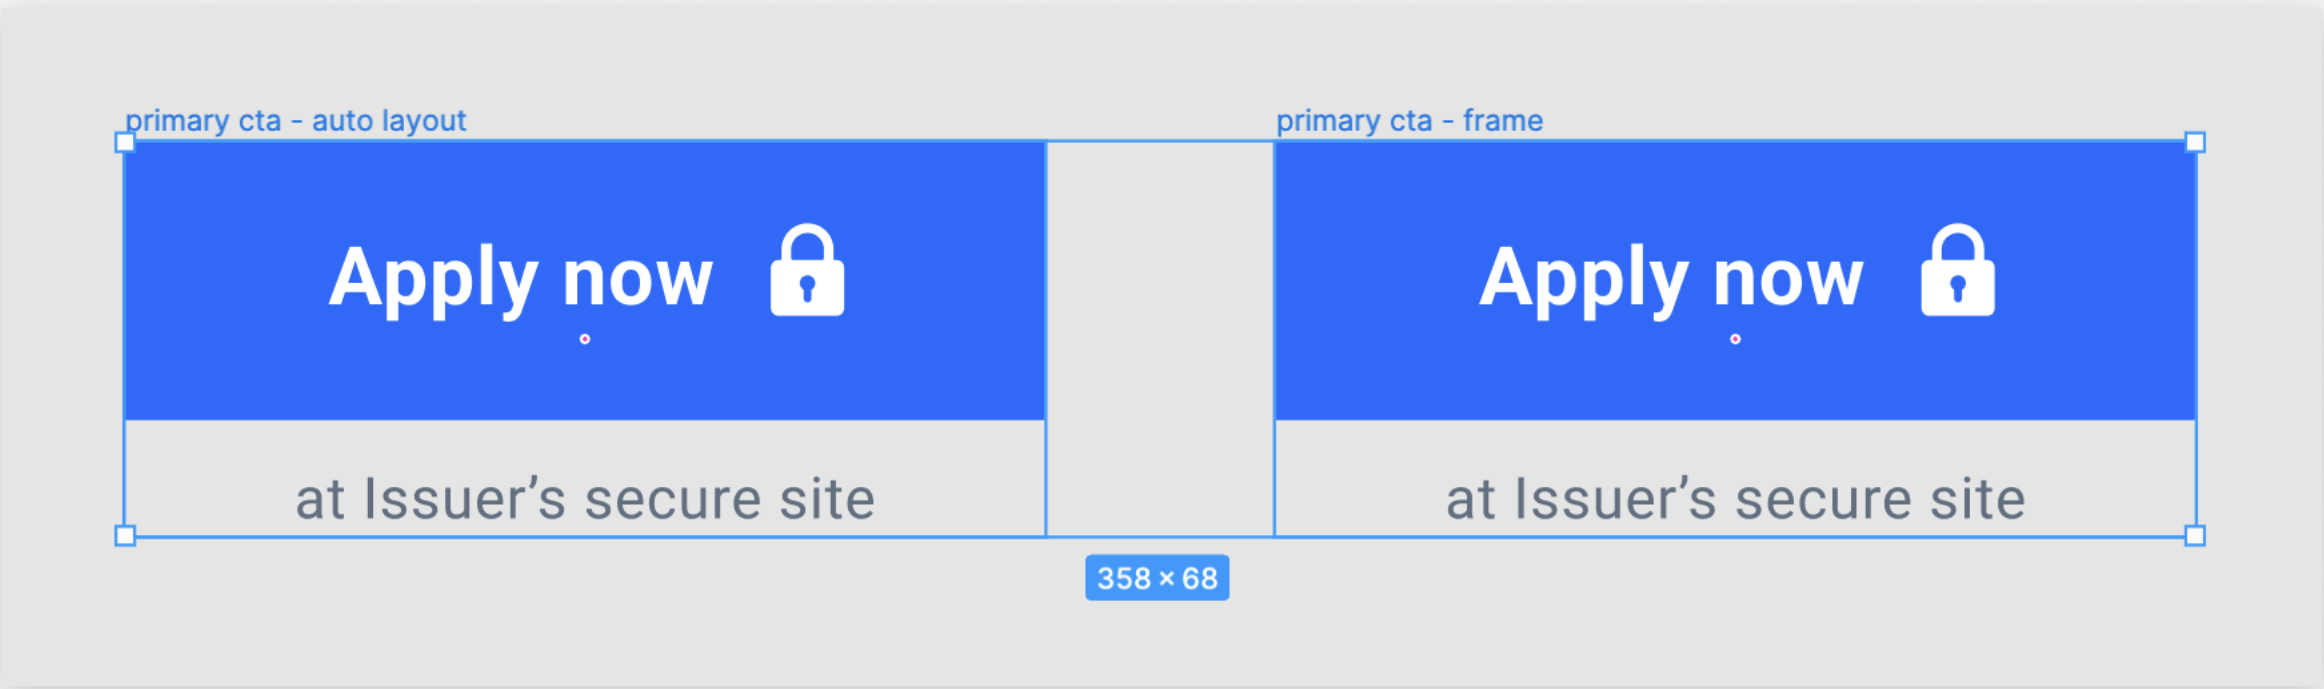 primary cta - auto layout
primary cta - frame
Apply now
Apply now
at Issuer’s secure site
at Issuer’s secure site
358 × 68